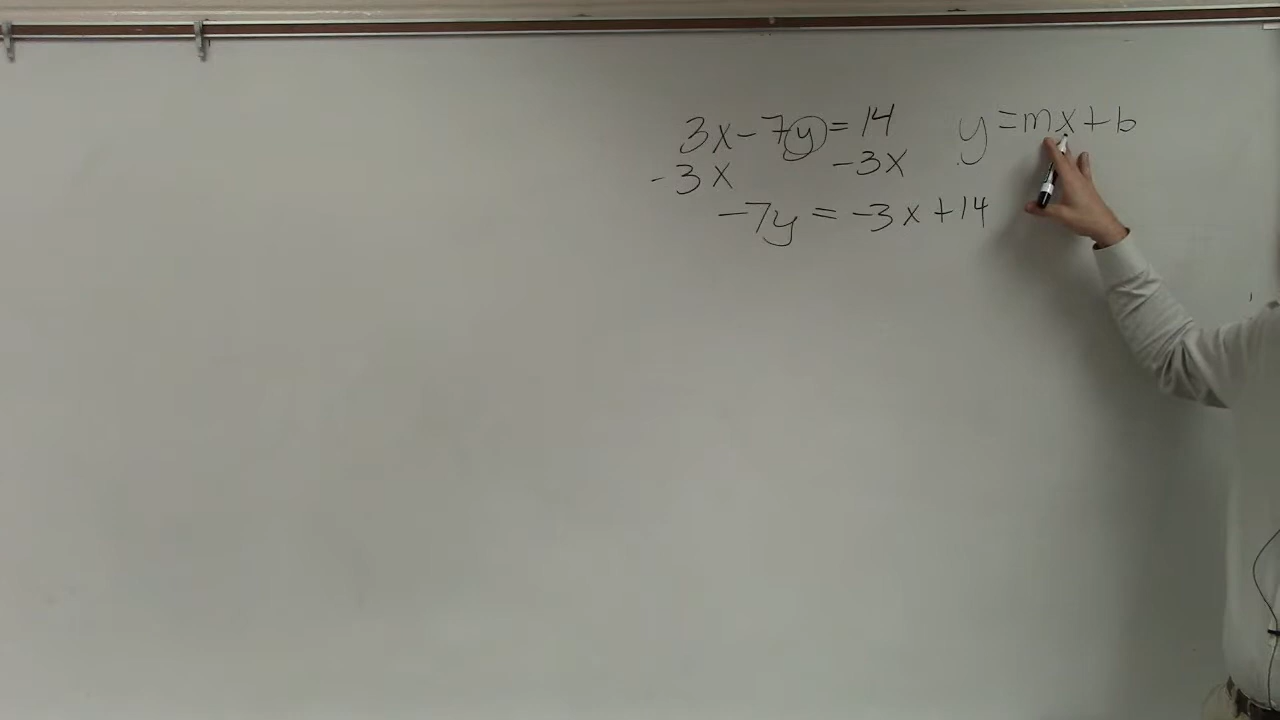 3x - 7y = 14
y = mx + b
-3x -3x
-7y = -3x + 14